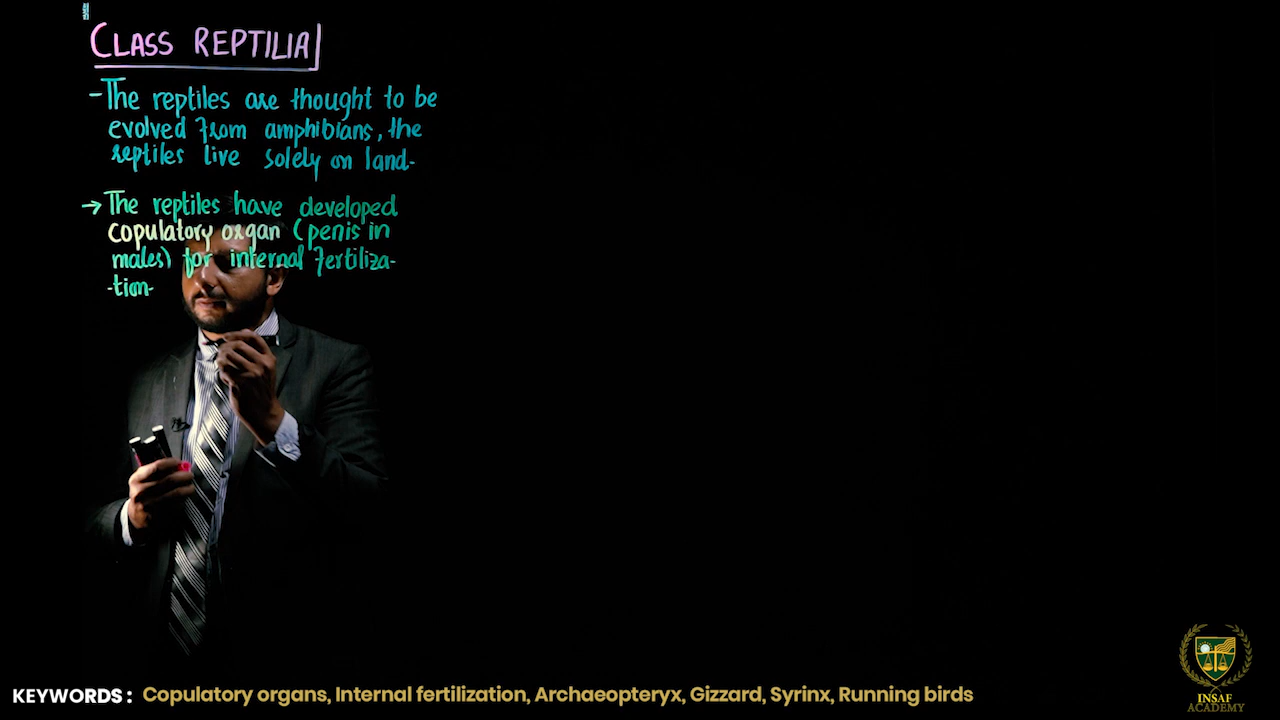 CLASS REPTILIA
- The reptiles are thought to be
evolved from amphibians, the
reptiles live solely on land.
→ The reptiles have developed
copulatory organ (penis in
males) for internal fertiliza-
-tion.
KEYWORDS : Copulatory organs, Internal fertilization, Archaeopteryx, Gizzard, Syrinx, Running birds
INSAF
ACADEMY